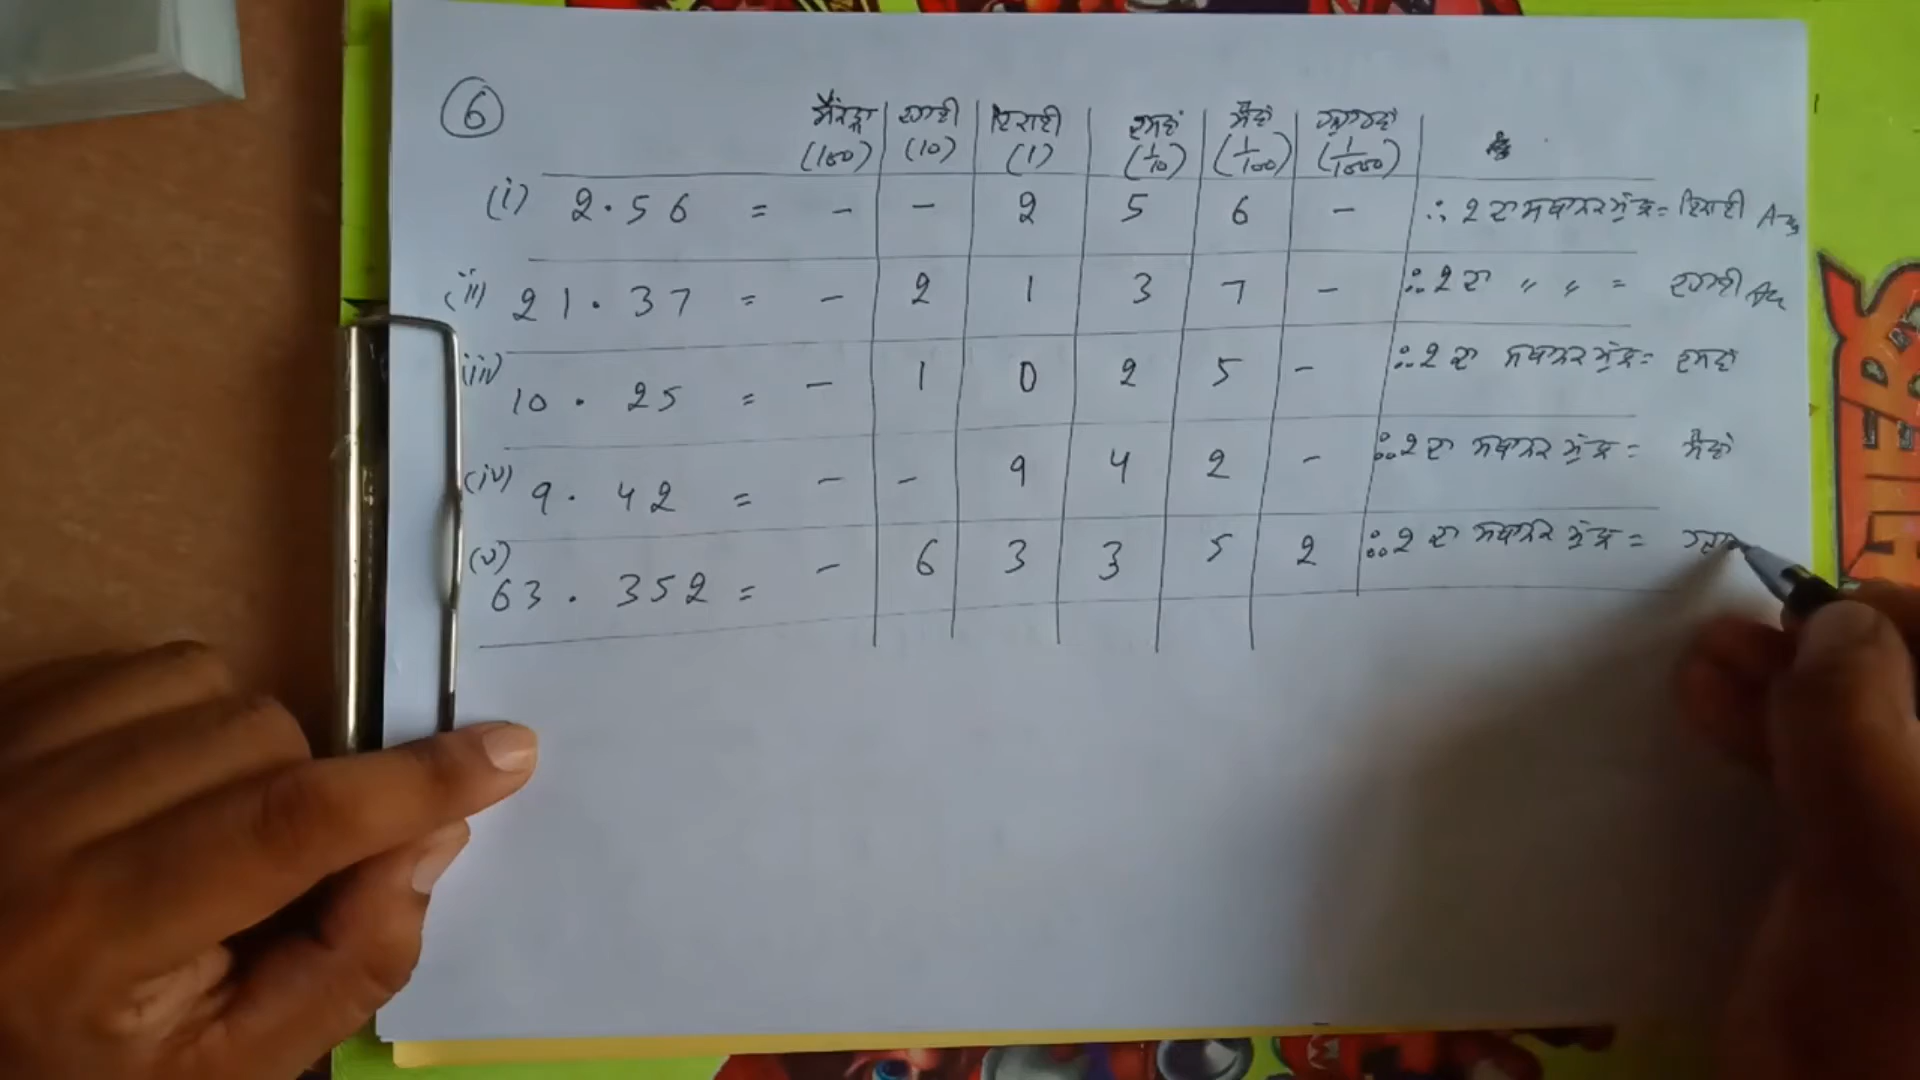 6
ਸੈਂਕੜਾ ਦਹਾਈ ਇਕਾਈ ਦਸਵਾਂ ਸੌਵਾਂ ਹਜ਼ਾਰਵਾਂ
(100) (10) (1) (1/10) (1/100) (1/1000)
(i) 2.56 = - - 2 5 6 - ∴ 2 ਦਾ ਸਥਾਨਕ ਮੁੱਲ = ਇਕਾਈ Ans
(ii) 21.37 = - 2 1 3 7 - ∴ 2 ਦਾ " " = ਦਹਾਈ Ans
(iii) 10.25 = - 1 0 2 5 - ∴ 2 ਦਾ ਸਥਾਨਕ ਮੁੱਲ = ਦਸਵਾਂ
(iv) 9.42 = - - 9 4 2 - ∴ 2 ਦਾ ਸਥਾਨਕ ਮੁੱਲ = ਸੌਵਾਂ
(v) 63.352 = - 6 3 3 5 2 ∴ 2 ਦਾ ਸਥਾਨਕ ਮੁੱਲ =